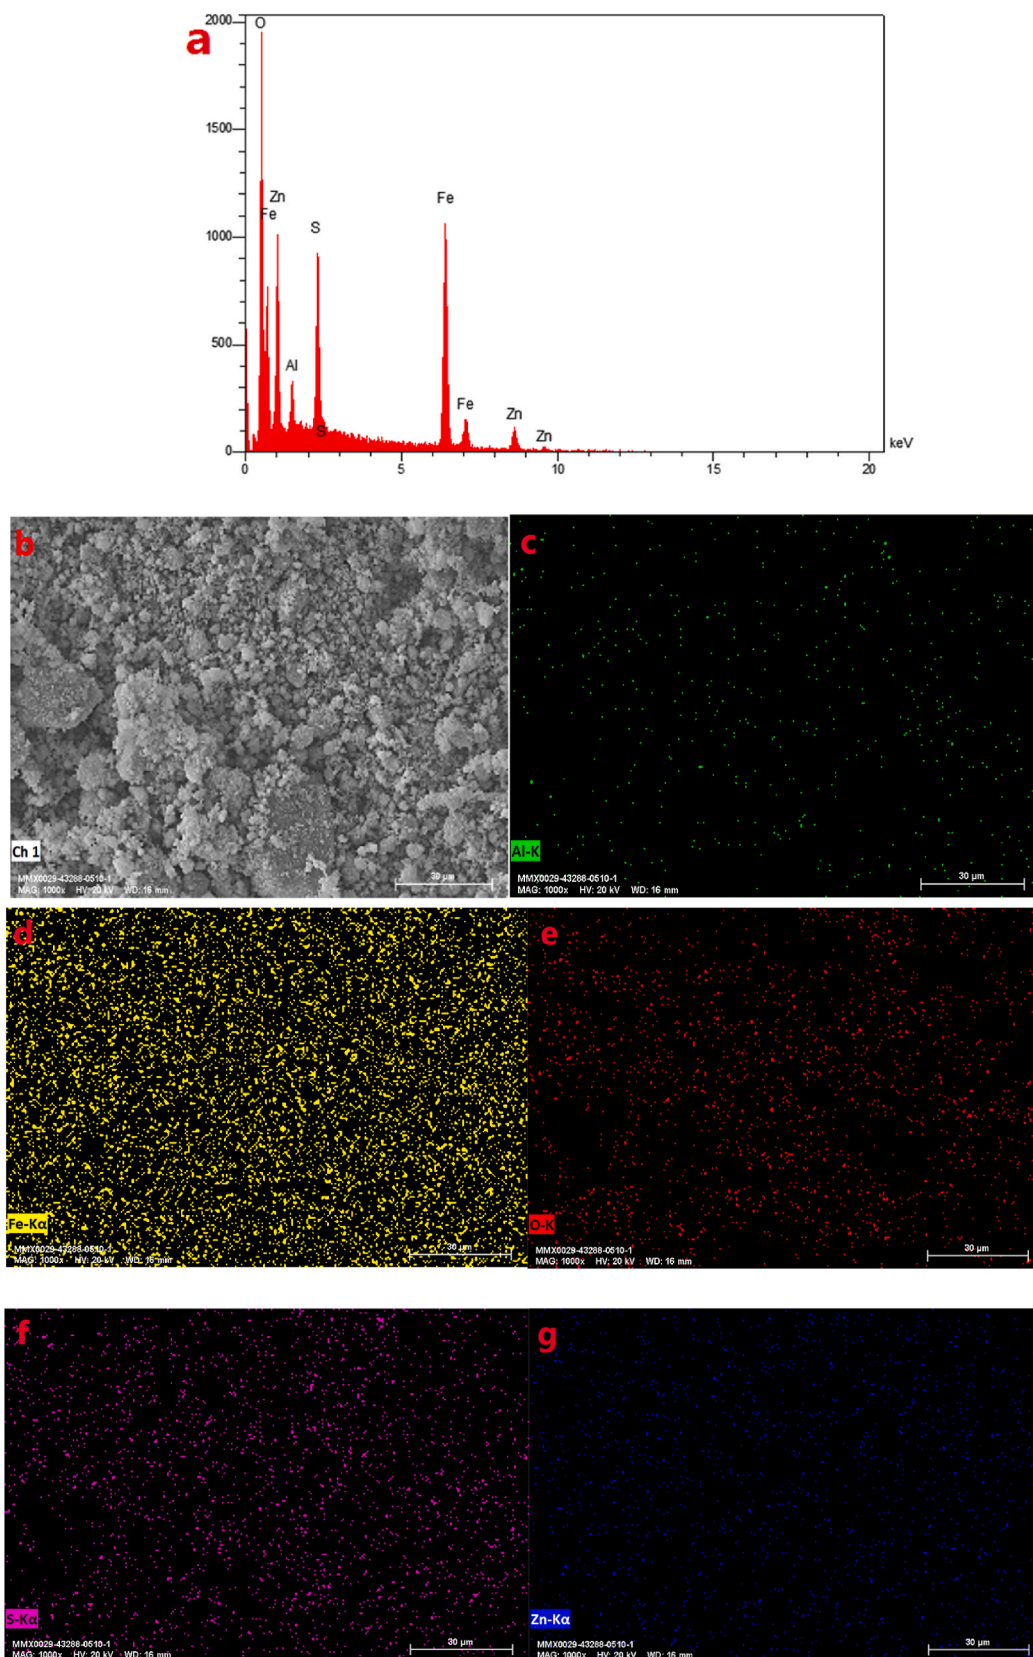 a
2000
O
1500
Zn
Fe
Fe
S
1000
500
Al
Fe
Zn
S
Zn
0
keV
0 5 10 15 20
b
Ch 1
MMX0029-43288-0510-1
MAG: 1000x HV: 20 kV WD: 16 mm
30 µm
c
Al-K
MMX0029-43288-0510-1
MAG: 1000x HV: 20 kV WD: 16 mm
30 µm
d
Fe-Kα
MMX0029-43288-0510-1
MAG: 1000x HV: 20 kV WD: 16 mm
30 µm
e
O-K
MMX0029-43288-0510-1
MAG: 1000x HV: 20 kV WD: 16 mm
30 µm
f
S-Kα
MMX0029-43288-0510-1
MAG: 1000x HV: 20 kV WD: 16 mm
30 µm
g
Zn-Kα
MMX0029-43288-0510-1
MAG: 1000x HV: 20 kV WD: 16 mm
30 µm